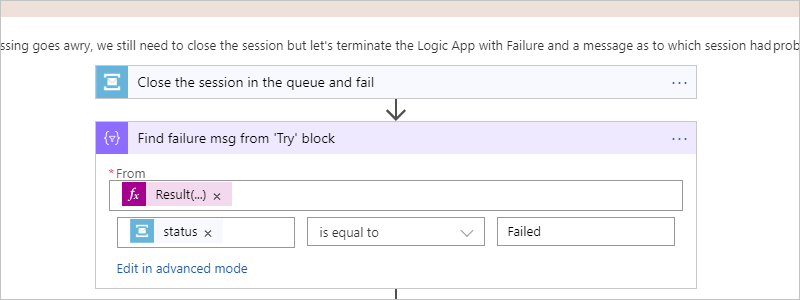 ssing goes awry, we still need to close the session but let's terminate the Logic App with Failure and a message as to which session had prob
Close the session in the queue and fail
Find failure msg from 'Try' block
* From
fx Result(...) ×
status ×
is equal to
Failed
Edit in advanced mode